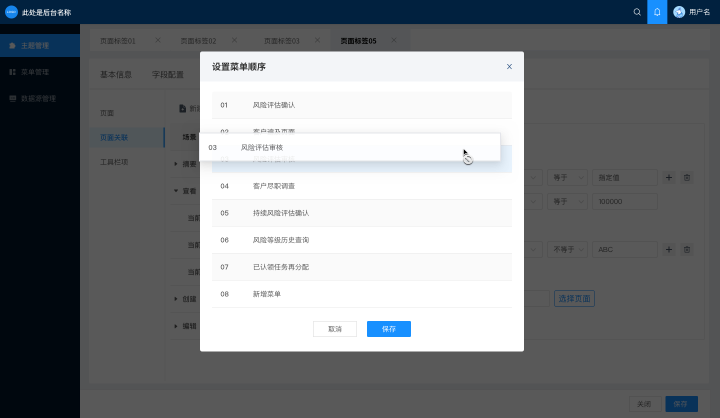 此处是后台名称
用户名
主题管理
菜单管理
数据源管理
页面标签01
页面标签02
页面标签03
页面标签05
基本信息
字段配置
页面
页面关联
工具栏项
场景
查看
当前
当前
当前
创建
编辑
等于
指定值
等于
100000
不等于
ABC
选择页面
关闭
保存
设置菜单顺序
01 风险评估确认
02
03 风险评估审核
04 客户尽职调查
05 持续风险评估确认
06 风险等级历史查询
07 已认领任务再分配
08 新增菜单
取消
保存